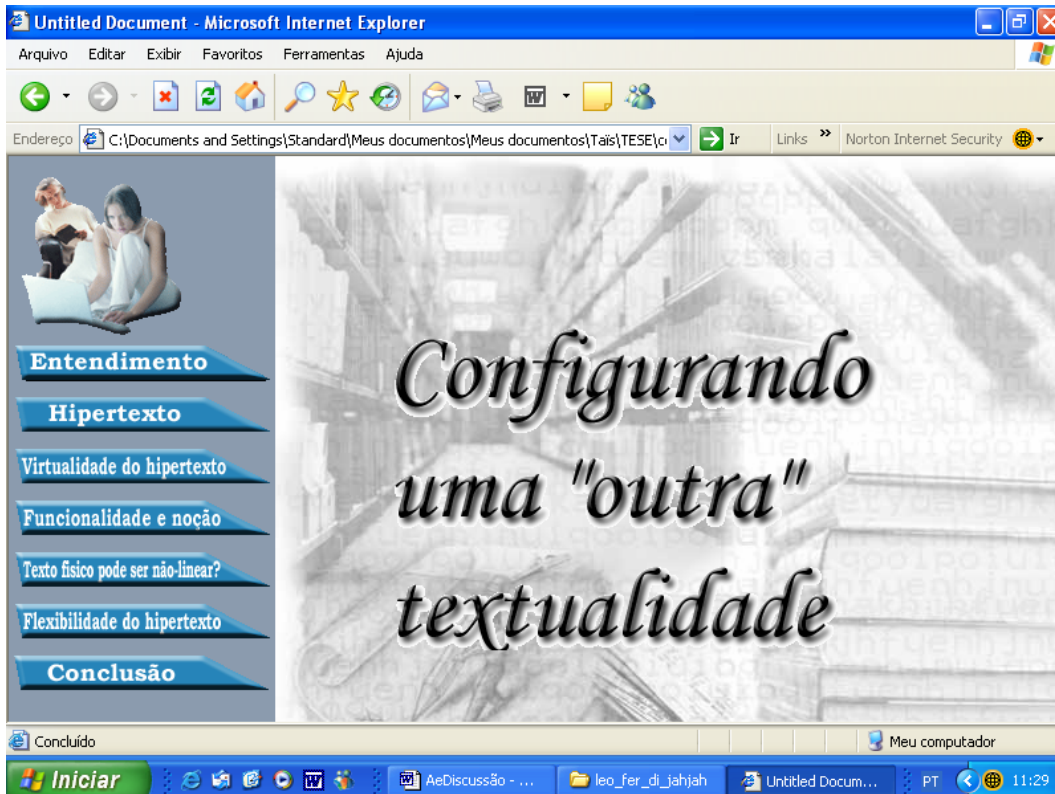 Untitled Document - Microsoft Internet Explorer
Arquivo Editar Exibir Favoritos Ferramentas Ajuda
Endereço C:\Documents and Settings\Standard\Meus documentos\Meus documentos\Taïs\TESE\ Ir Links » Norton Internet Security
Entendimento
Hipertexto
Virtualidade do hipertexto
Funcionalidade e noção
Texto fisico pode ser não-linear?
Flexibilidade do hipertexto
Conclusão
Configurando
uma "outra"
textualidade
Concluído Meu computador
Iniciar AeDiscussão - ... leo_fer_di_jahjah Untitled Docum... PT 11:29